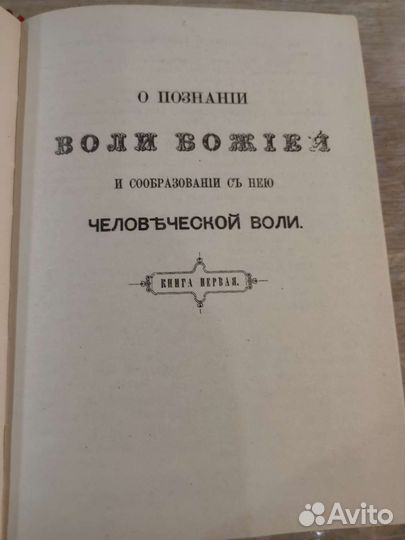 О ПОЗНАНІИ
ВОЛИ БОЖІЕЙ
И СООБРАЗОВАНІИ СЪ НЕЮ
ЧЕЛОВѢЧЕСКОЙ ВОЛИ.
КНИГА ПЕРВАЯ.
Avito